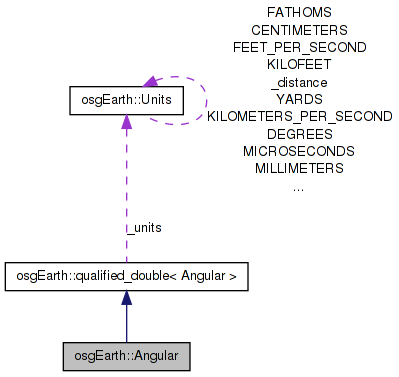 FATHOMS
CENTIMETERS
FEET_PER_SECOND
KILOFEET
_distance
YARDS
KILOMETERS_PER_SECOND
DEGREES
MICROSECONDS
MILLIMETERS
...
osgEarth::Units
_units
osgEarth::qualified_double< Angular >
osgEarth::Angular